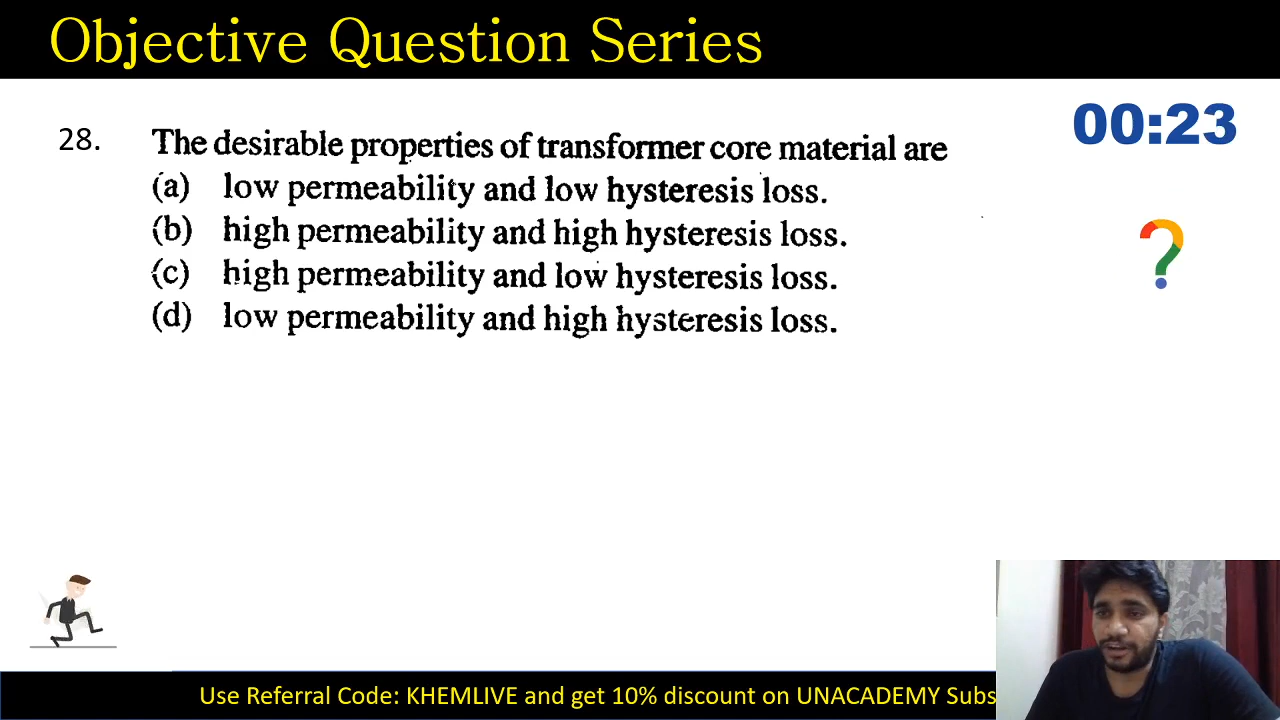 Objective Question Series
00:23
28. The desirable properties of transformer core material are
(a) low permeability and low hysteresis loss.
(b) high permeability and high hysteresis loss.
(c) high permeability and low hysteresis loss.
(d) low permeability and high hysteresis loss.
?
Use Referral Code: KHEMLIVE and get 10% discount on UNACADEMY Subs